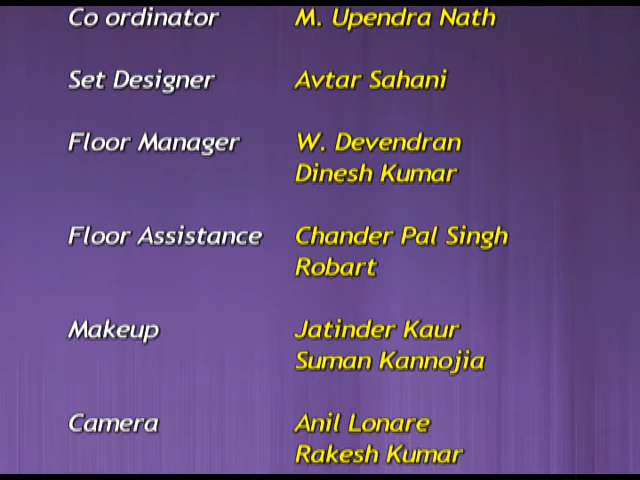 Co ordinator M. Upendra Nath
Set Designer Avtar Sahani
Floor Manager W. Devendran
Dinesh Kumar
Floor Assistance Chander Pal Singh
Robart
Makeup Jatinder Kaur
Suman Kannojia
Camera Anil Lonare
Rakesh Kumar